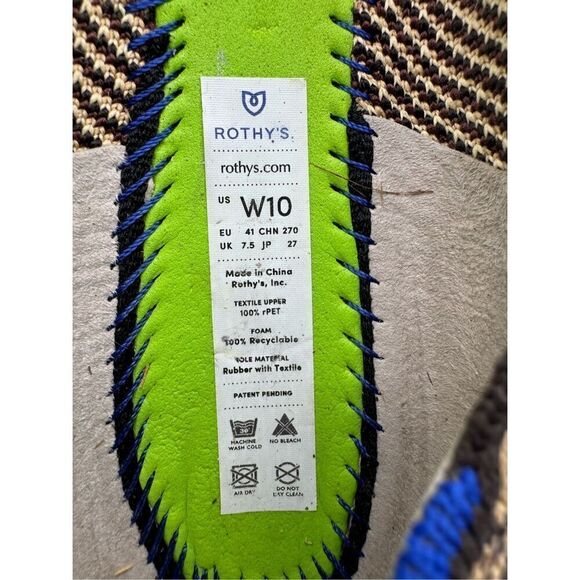 ROTHY'S
rothys.com
US W10
EU 41 CHN 270
UK 7.5 JP 27
Made in China
Rothy's, Inc.
TEXTILE UPPER
100% rPET
FOAM
100% Recyclable
SOLE MATERIAL
Rubber with Textile
PATENT PENDING
30°
MACHINE WASH COLD
NO BLEACH
AIR DRY
DO NOT DRY CLEAN